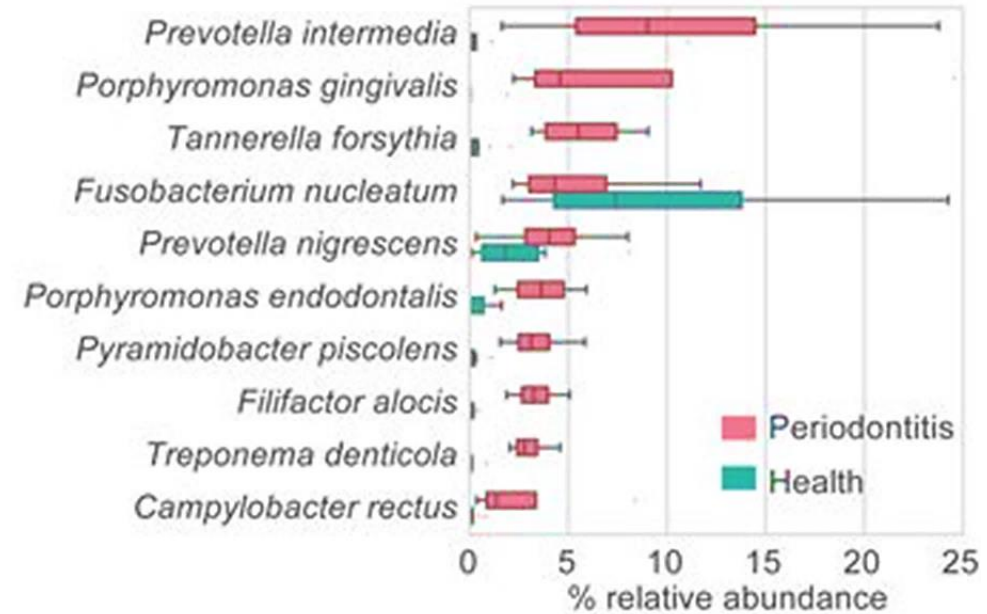 Prevotella intermedia
Porphyromonas gingivalis
Tannerella forsythia
Fusobacterium nucleatum
Prevotella nigrescens
Porphyromonas endodontalis
Pyramidobacter piscolens
Filifactor alocis
Treponema denticola
Campylobacter rectus
Periodontitis
Health
0 5 10 15 20 25
% relative abundance